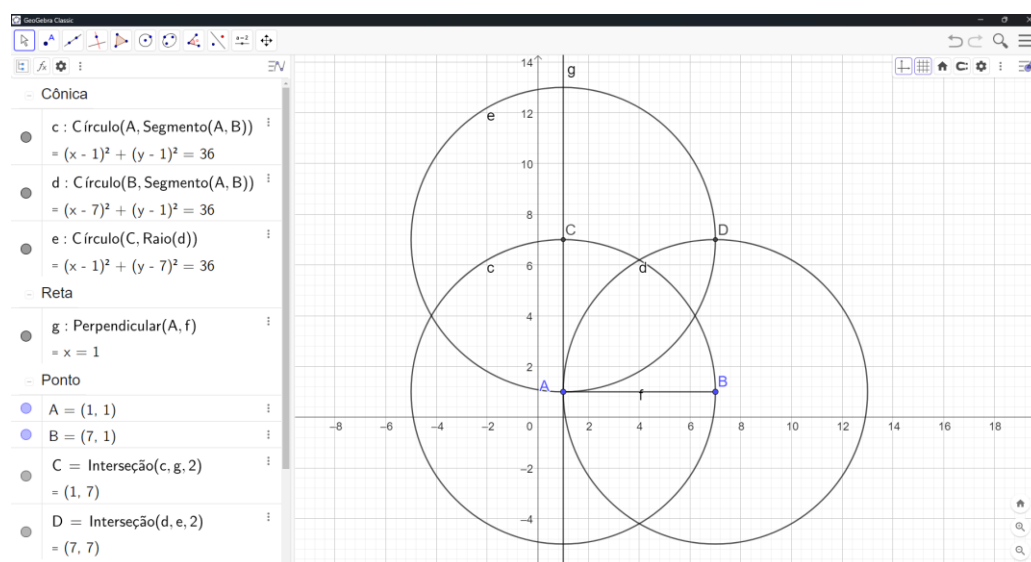 GeoGebra Classic
A
a=2
Cônica
c : Círculo(A, Segmento(A, B))
= (x - 1)² + (y - 1)² = 36
d : Círculo(B, Segmento(A, B))
= (x - 7)² + (y - 1)² = 36
e : Círculo(C, Raio(d))
= (x - 1)² + (y - 7)² = 36
Reta
g : Perpendicular(A, f)
= x = 1
Ponto
A = (1, 1)
B = (7, 1)
C = Interseção(c, g, 2)
= (1, 7)
D = Interseção(d, e, 2)
= (7, 7)
14
g
e
12
10
8
C
D
c
6
d
4
2
A
B
f
–8
–6
–4
–2
0
2
4
6
8
10
12
14
16
18
–2
–4